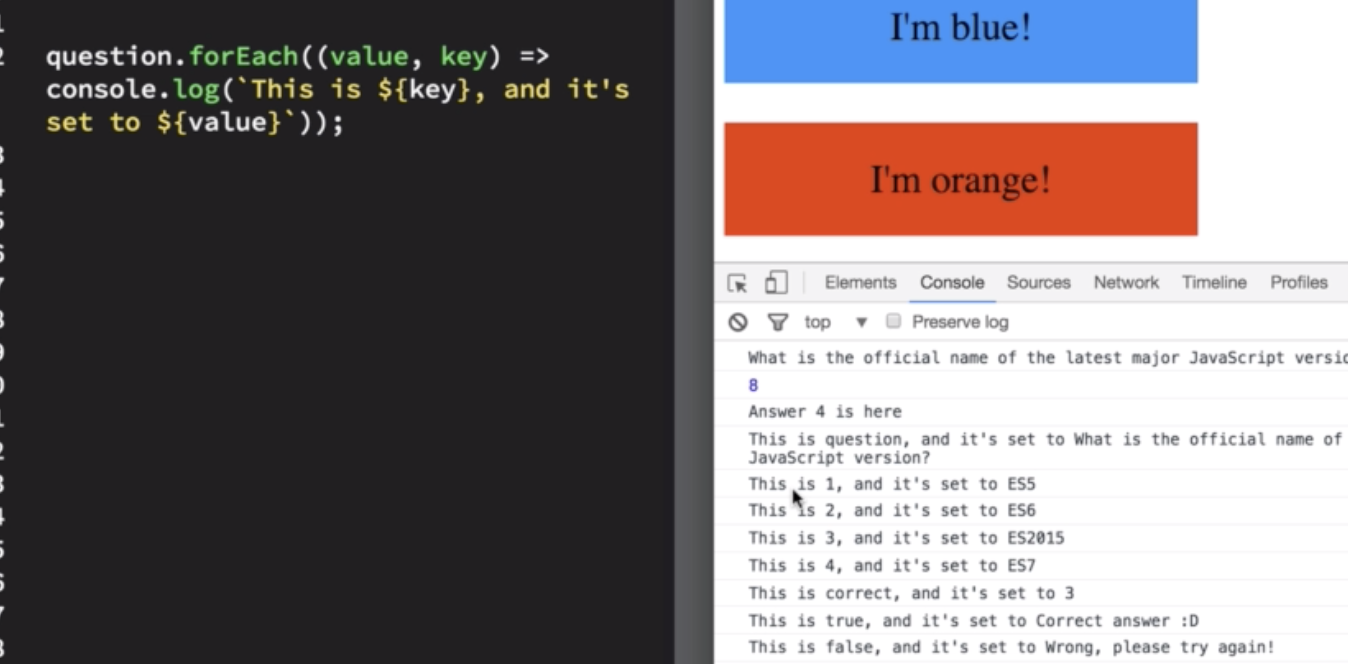 question.forEach((value, key) =>
console.log(`This is ${key}, and it's
set to ${value}`));
I'm blue!
I'm orange!
Elements Console Sources Network Timeline Profiles
top ▼ Preserve log
What is the official name of the latest major JavaScript
8
Answer 4 is here
This is question, and it's set to What is the official name of
JavaScript version?
This is 1, and it's set to ES5
This is 2, and it's set to ES6
This is 3, and it's set to ES2015
This is 4, and it's set to ES7
This is correct, and it's set to 3
This is true, and it's set to Correct answer :D
This is false, and it's set to Wrong, please try again!